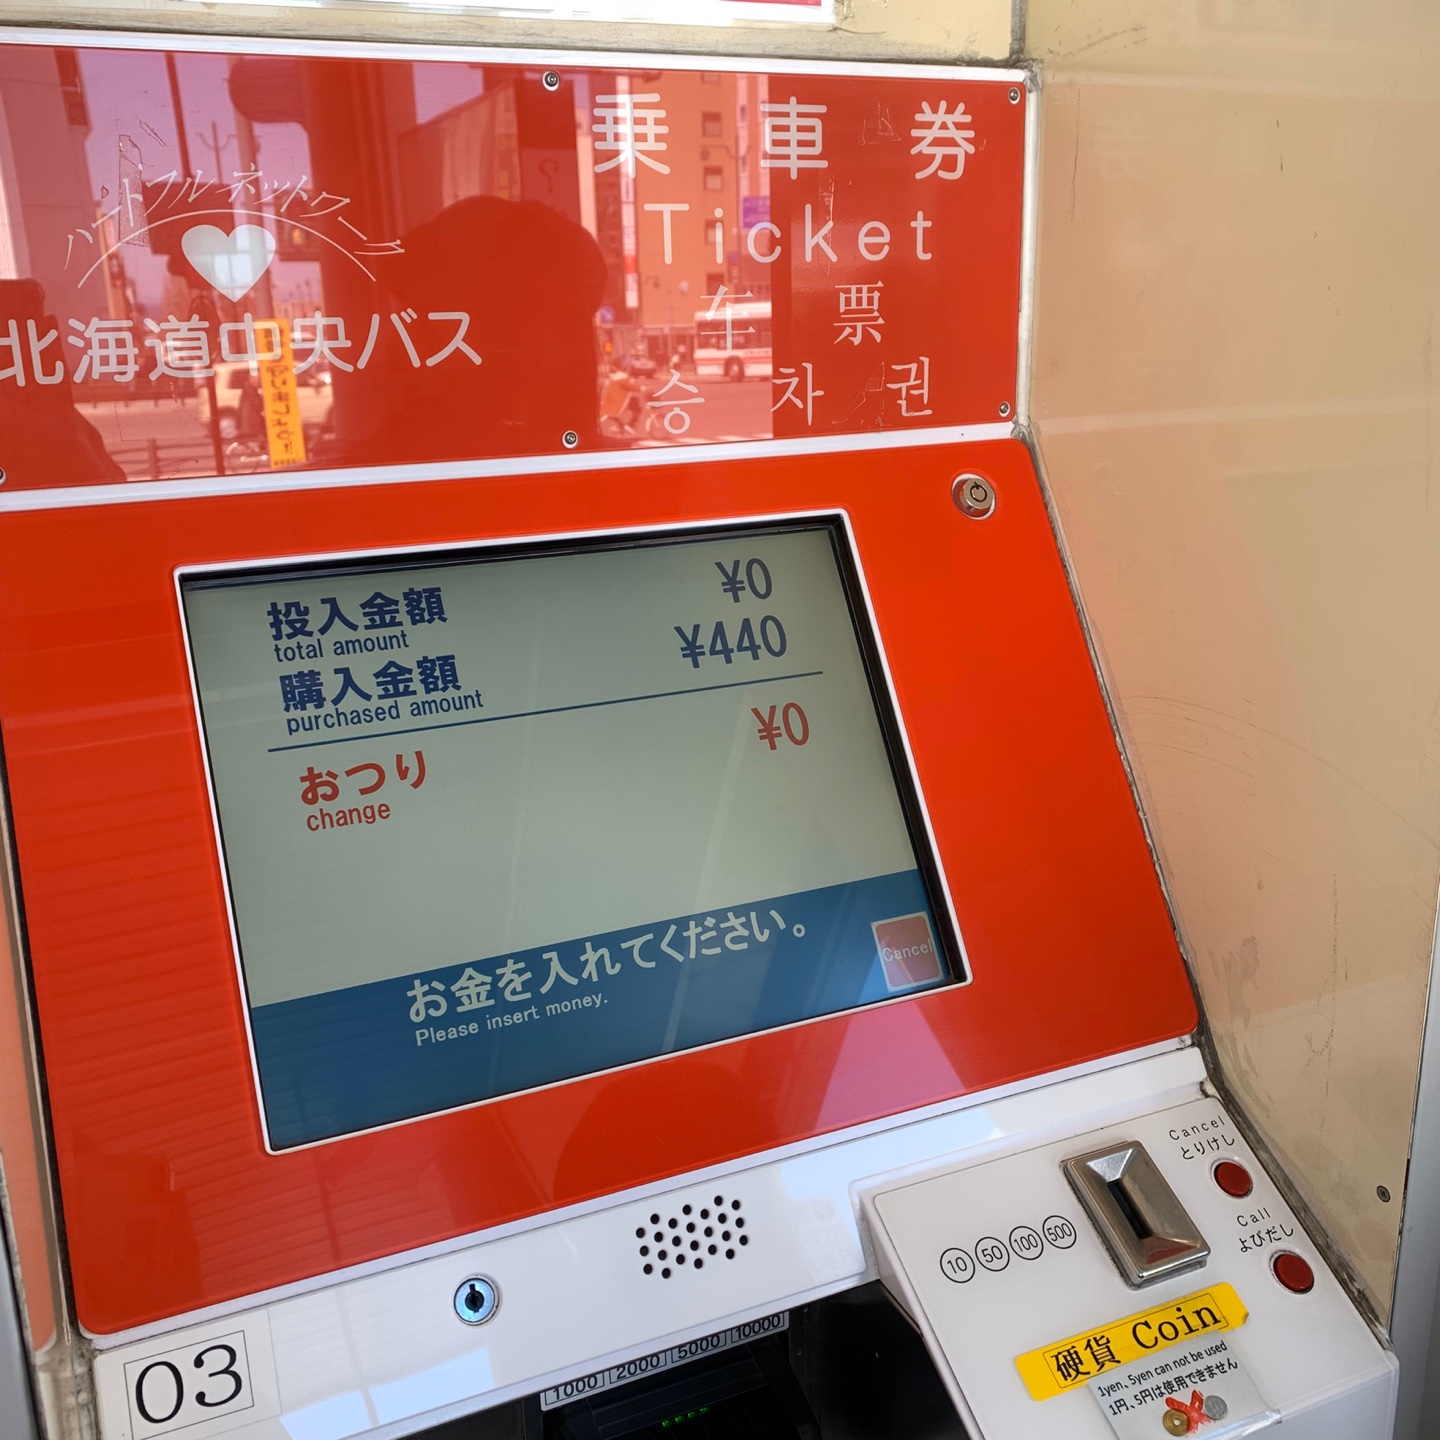 ハートフルネットワーク
北海道中央バス
乗車券
Ticket
车票
승차권
投入金額 ¥0
total amount
購入金額 ¥440
purchased amount
おつり ¥0
change
お金を入れてください。
Please insert money.
Cancel
Cancel
とりけし
Call
よびだし
10 50 100 500
硬貨 Coin
1yen、5yen can not be used
1円、5円は使用できません
1000 2000 5000 10000
03